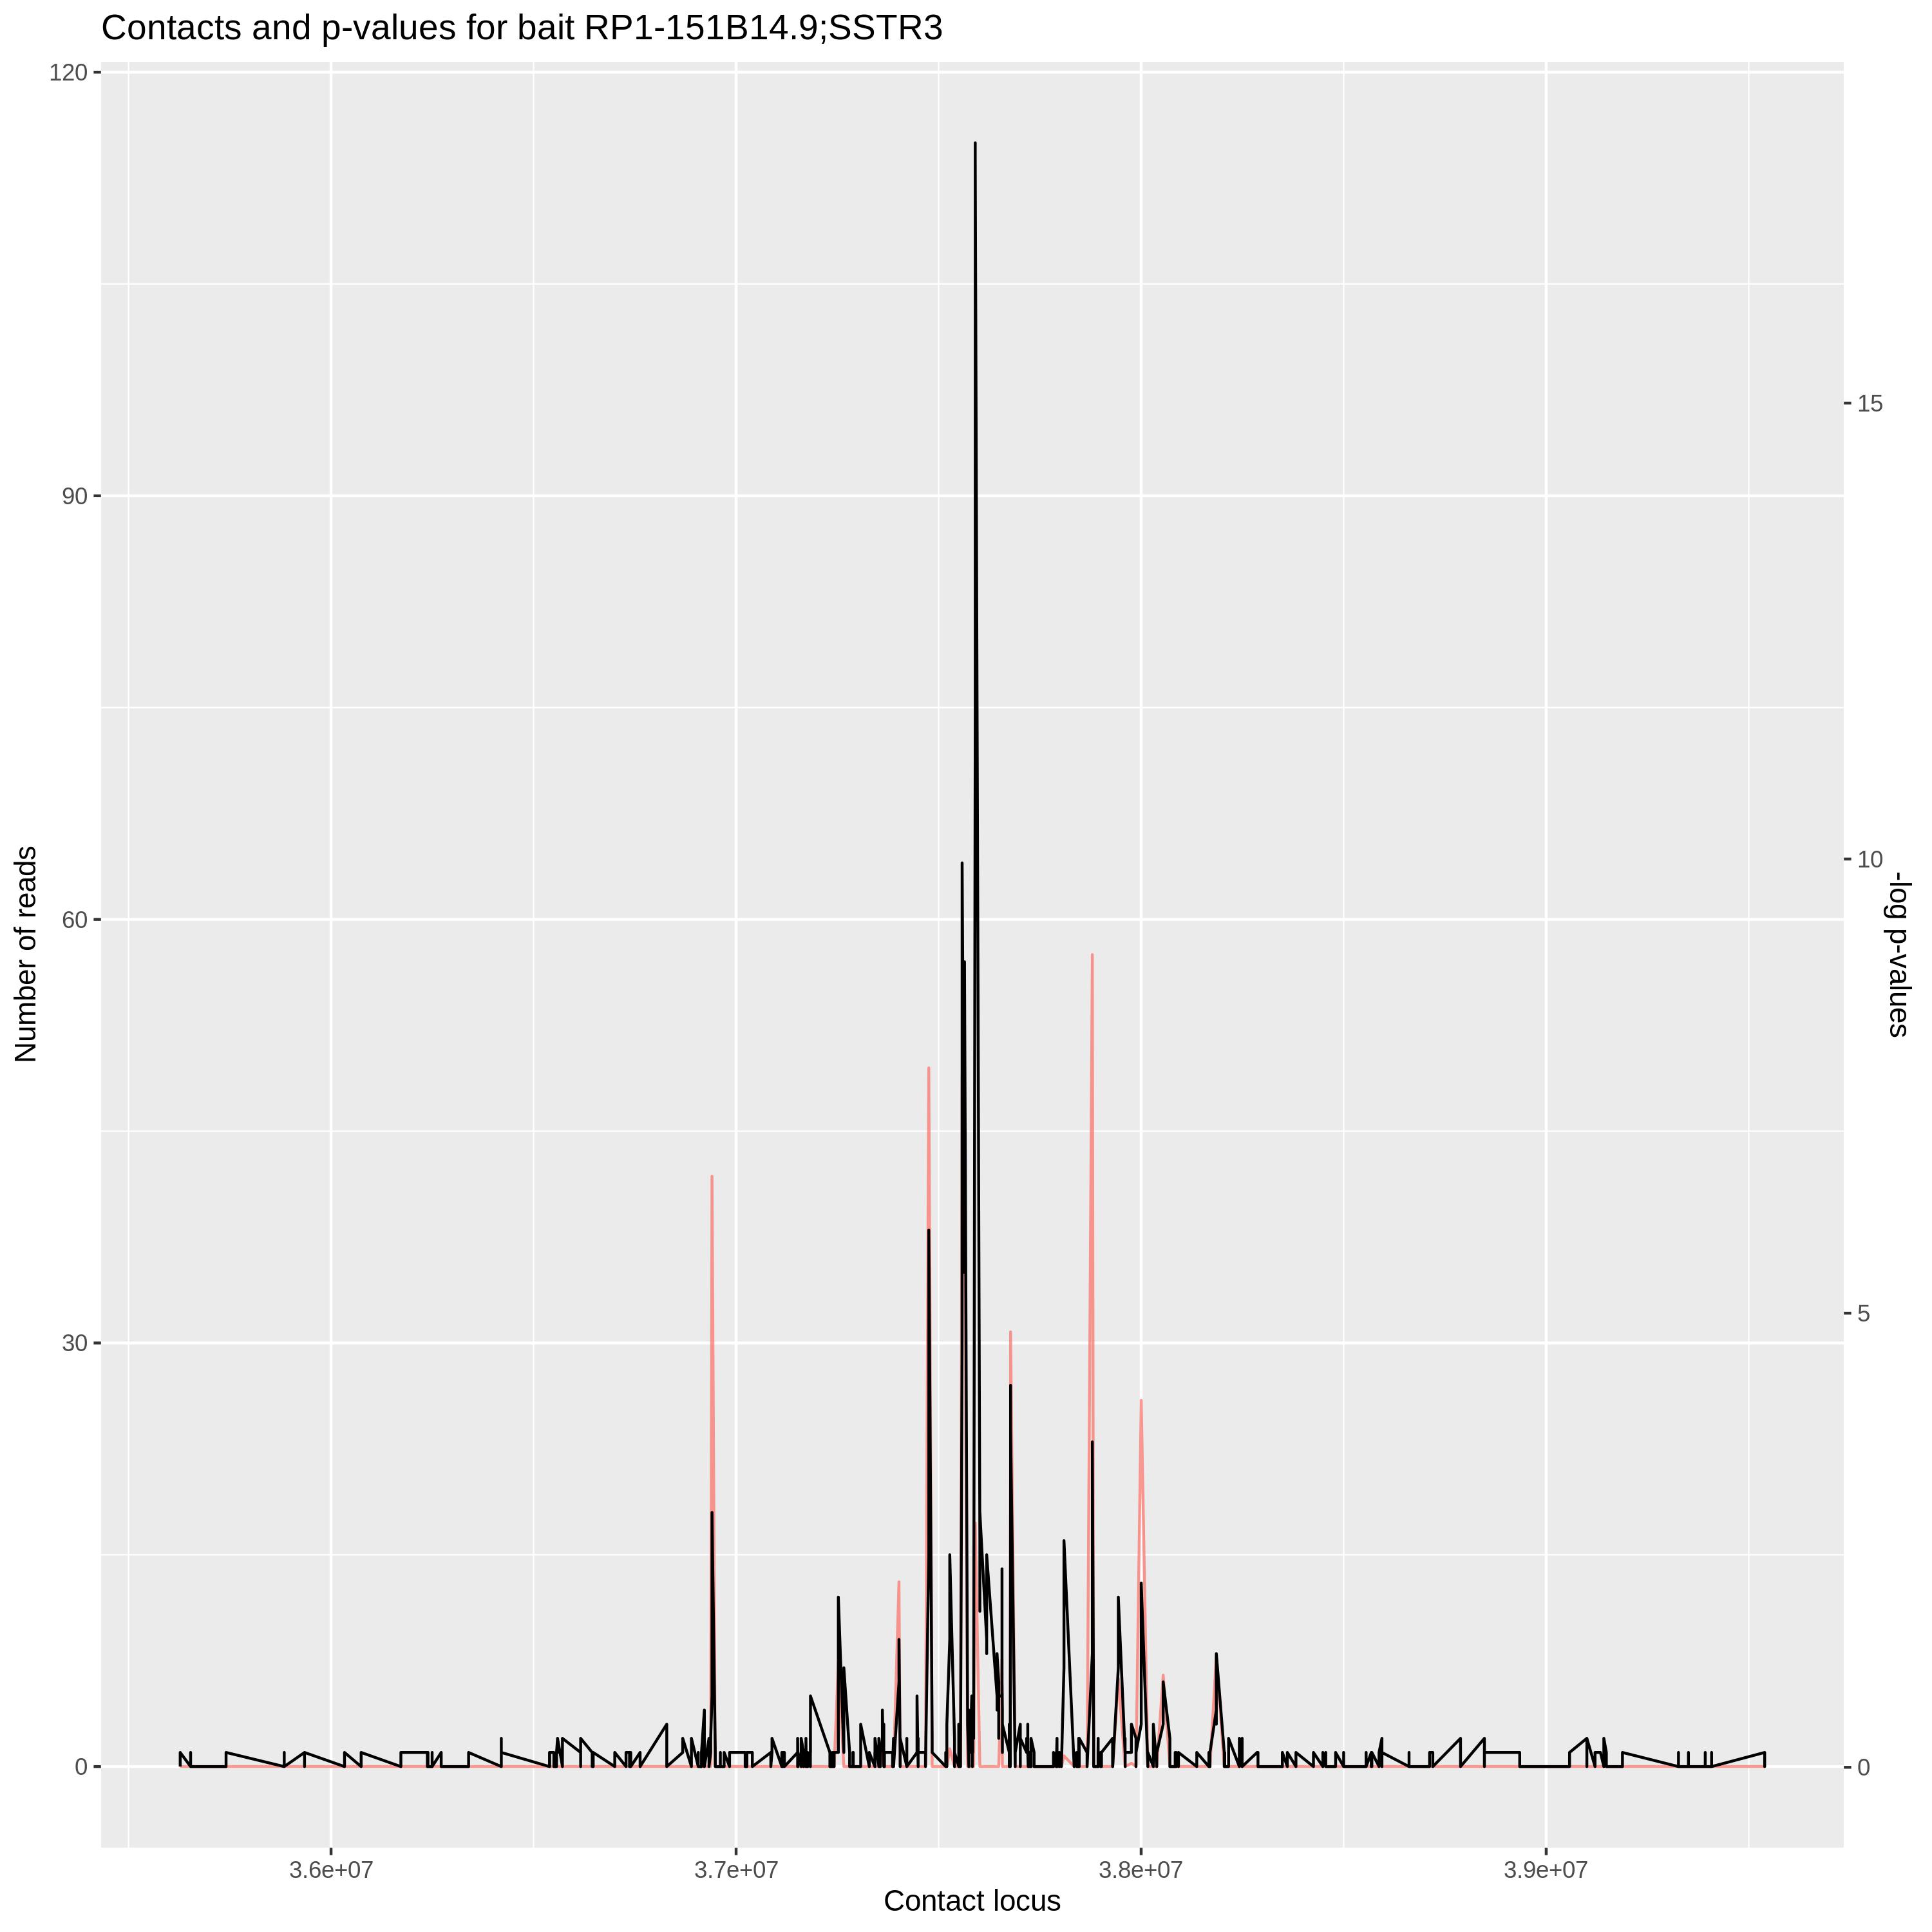 Contacts and p-values for bait RP1-151B14.9;SSTR3
120
90
60
30
0
Number of reads
15
10
5
0
-log p-values
3.6e+07 3.7e+07 3.8e+07 3.9e+07
Contact locus